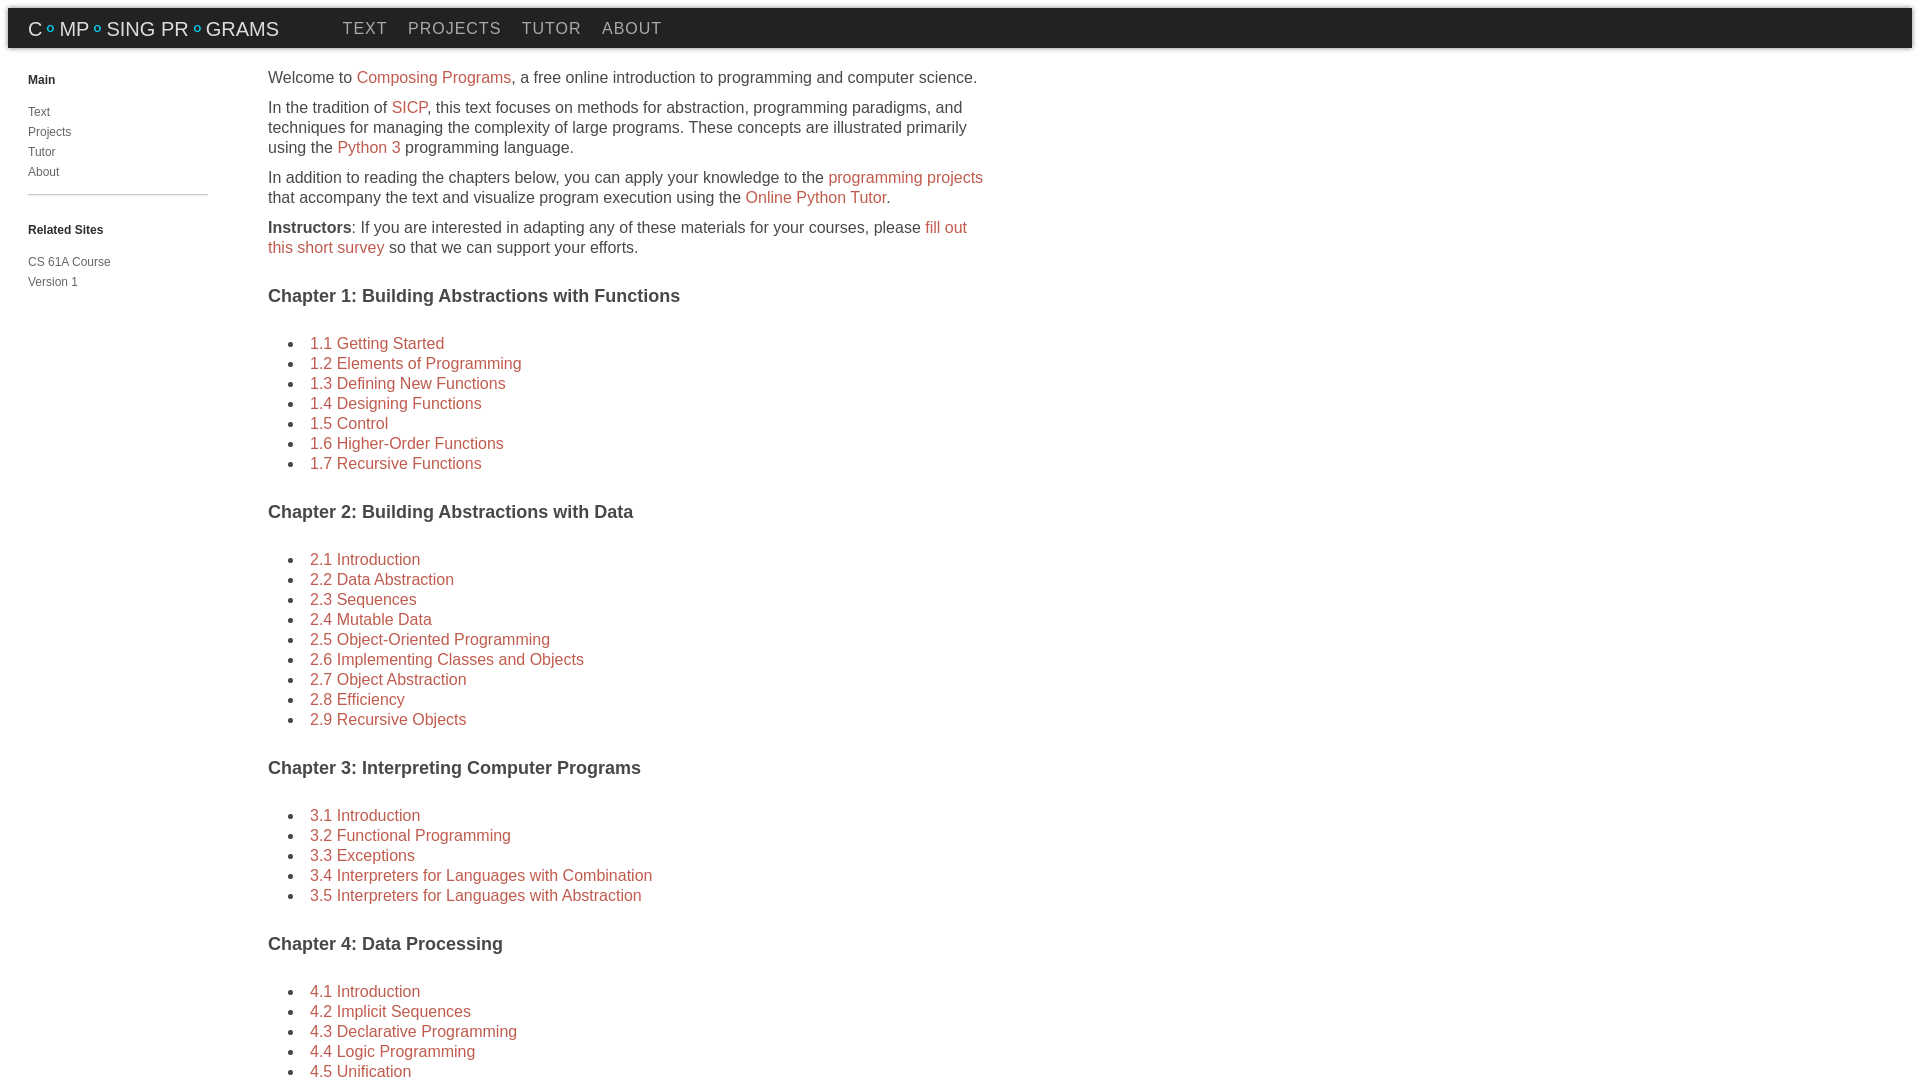 C o MP o SING PR o GRAMS
TEXT PROJECTS TUTOR ABOUT
Main
Text
Projects
Tutor
About
Related Sites
CS 61A Course
Version 1
Welcome to Composing Programs, a free online introduction to programming and computer science.
In the tradition of SICP, this text focuses on methods for abstraction, programming paradigms, and
techniques for managing the complexity of large programs. These concepts are illustrated primarily
using the Python 3 programming language.
In addition to reading the chapters below, you can apply your knowledge to the programming projects
that accompany the text and visualize program execution using the Online Python Tutor.
Instructors: If you are interested in adapting any of these materials for your courses, please fill out
this short survey so that we can support your efforts.
Chapter 1: Building Abstractions with Functions
1.1 Getting Started
1.2 Elements of Programming
1.3 Defining New Functions
1.4 Designing Functions
1.5 Control
1.6 Higher-Order Functions
1.7 Recursive Functions
Chapter 2: Building Abstractions with Data
2.1 Introduction
2.2 Data Abstraction
2.3 Sequences
2.4 Mutable Data
2.5 Object-Oriented Programming
2.6 Implementing Classes and Objects
2.7 Object Abstraction
2.8 Efficiency
2.9 Recursive Objects
Chapter 3: Interpreting Computer Programs
3.1 Introduction
3.2 Functional Programming
3.3 Exceptions
3.4 Interpreters for Languages with Combination
3.5 Interpreters for Languages with Abstraction
Chapter 4: Data Processing
4.1 Introduction
4.2 Implicit Sequences
4.3 Declarative Programming
4.4 Logic Programming
4.5 Unification